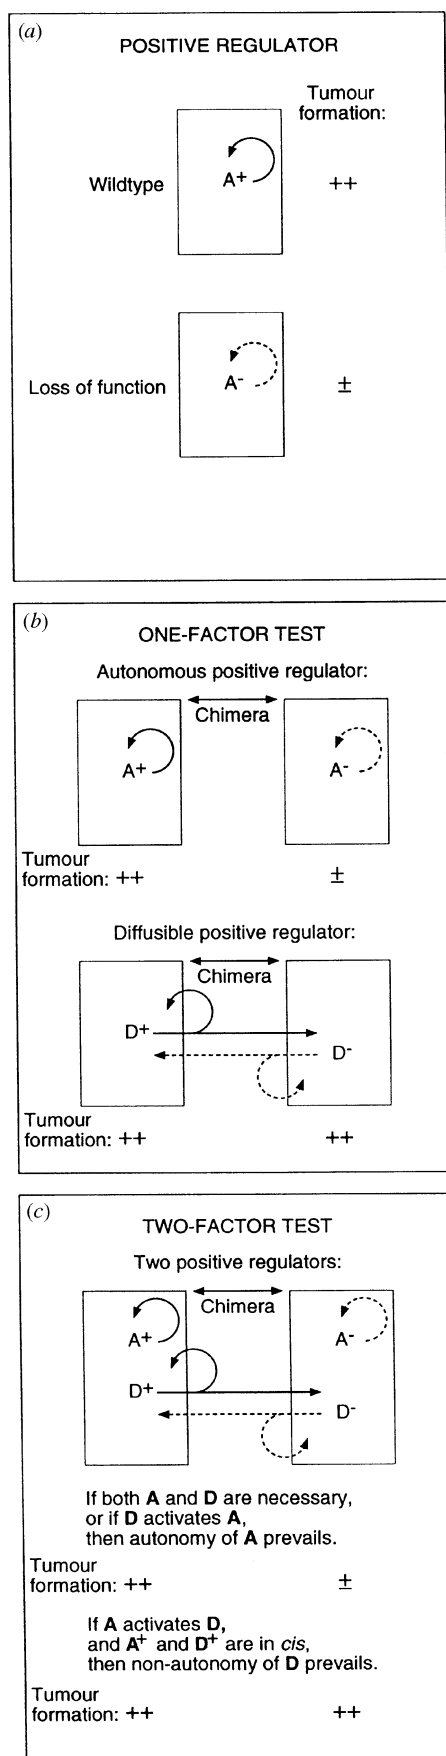 (a)
POSITIVE REGULATOR
Tumour
formation:
Wildtype A+ ++
Loss of function A- ±
(b)
ONE-FACTOR TEST
Autonomous positive regulator:
Chimera
A+ A-
Tumour
formation: ++ ±
Diffusible positive regulator:
Chimera
D+ D-
Tumour
formation: ++ ++
(c)
TWO-FACTOR TEST
Two positive regulators:
Chimera
A+ A-
D+ D-
If both A and D are necessary,
or if D activates A,
then autonomy of A prevails.
Tumour
formation: ++ ±
If A activates D,
and A+ and D+ are in cis,
then non-autonomy of D prevails.
Tumour
formation: ++ ++